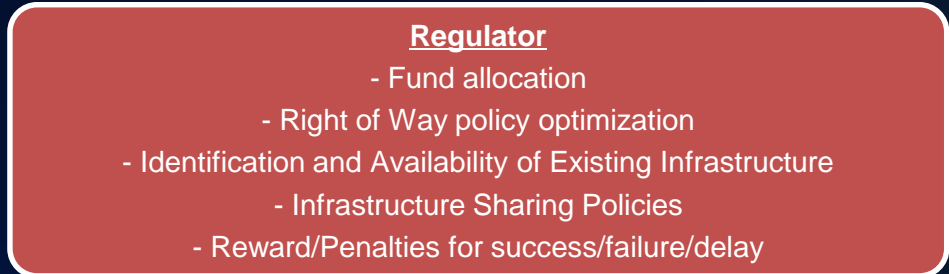 Regulator
- Fund allocation
- Right of Way policy optimization
- Identification and Availability of Existing Infrastructure
- Infrastructure Sharing Policies
- Reward/Penalties for success/failure/delay